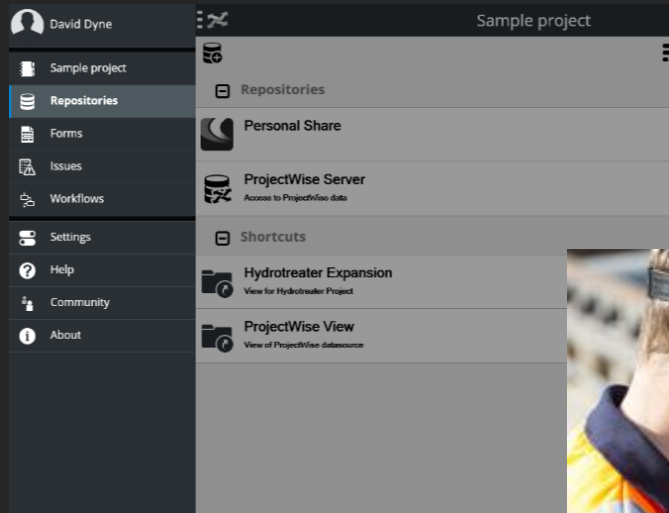 David Dyne
Sample project
Repositories
Forms
Issues
Workflows
Settings
Help
Community
About
Sample project
Repositories
Personal Share
ProjectWise Server
Access to ProjectWise data
Shortcuts
Hydrotreater Expansion
View for Hydrotreater Project
ProjectWise View
View of ProjectWise datasource